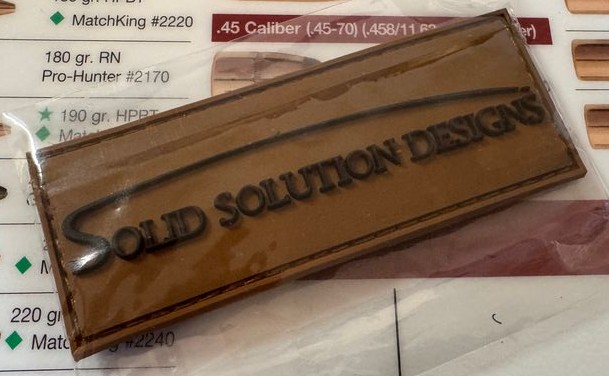 MatchKing #2220
180 gr. RN
Pro-Hunter #2170
190 gr. HPBT
.45 Caliber (.45-70) (.458/11.63
SOLID SOLUTION DESIGNS
220 gr
#2240